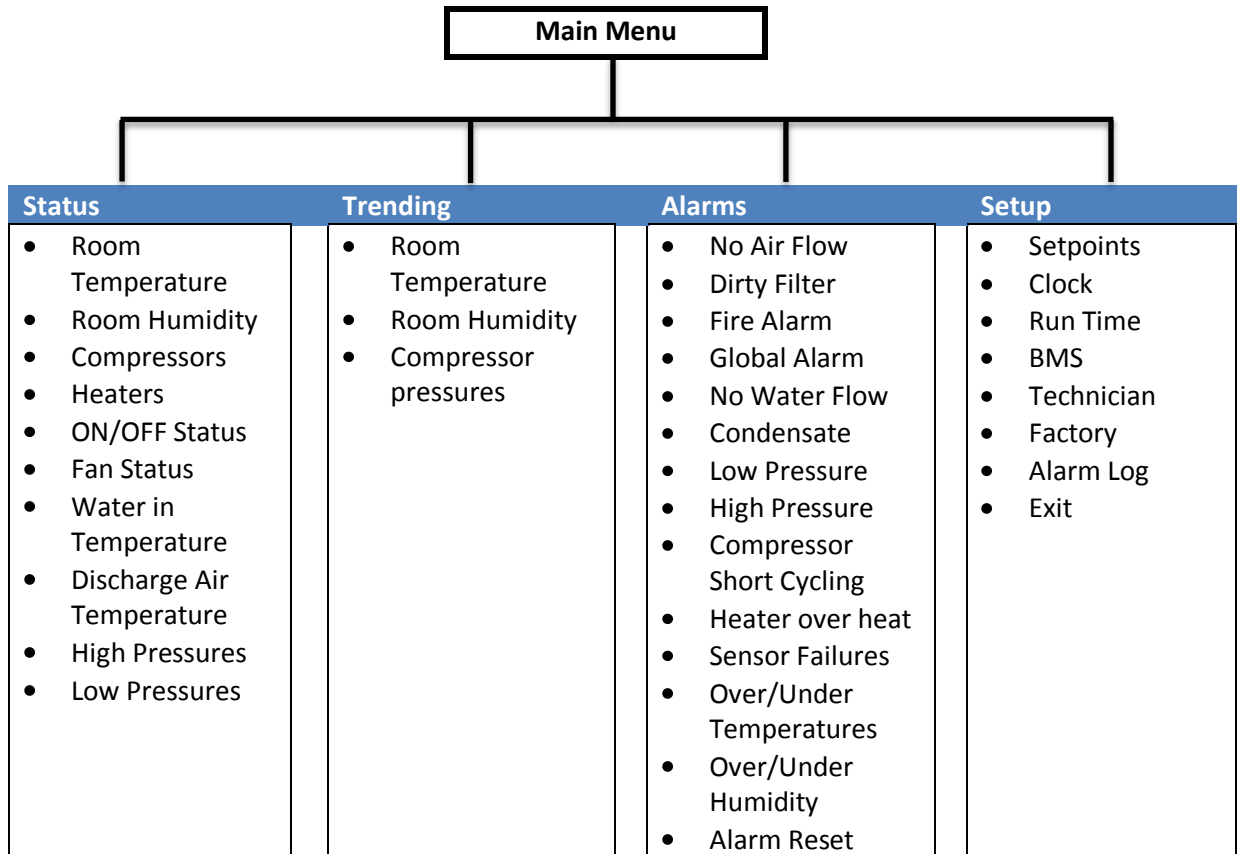 Main Menu
Status
• Room
Temperature
• Room Humidity
• Compressors
• Heaters
• ON/OFF Status
• Fan Status
• Water in
Temperature
• Discharge Air
Temperature
• High Pressures
• Low Pressures
Trending
• Room
Temperature
• Room Humidity
• Compressor
pressures
Alarms
• No Air Flow
• Dirty Filter
• Fire Alarm
• Global Alarm
• No Water Flow
• Condensate
• Low Pressure
• High Pressure
• Compressor
Short Cycling
• Heater over heat
• Sensor Failures
• Over/Under
Temperatures
• Over/Under
Humidity
• Alarm Reset
Setup
• Setpoints
• Clock
• Run Time
• BMS
• Technician
• Factory
• Alarm Log
• Exit